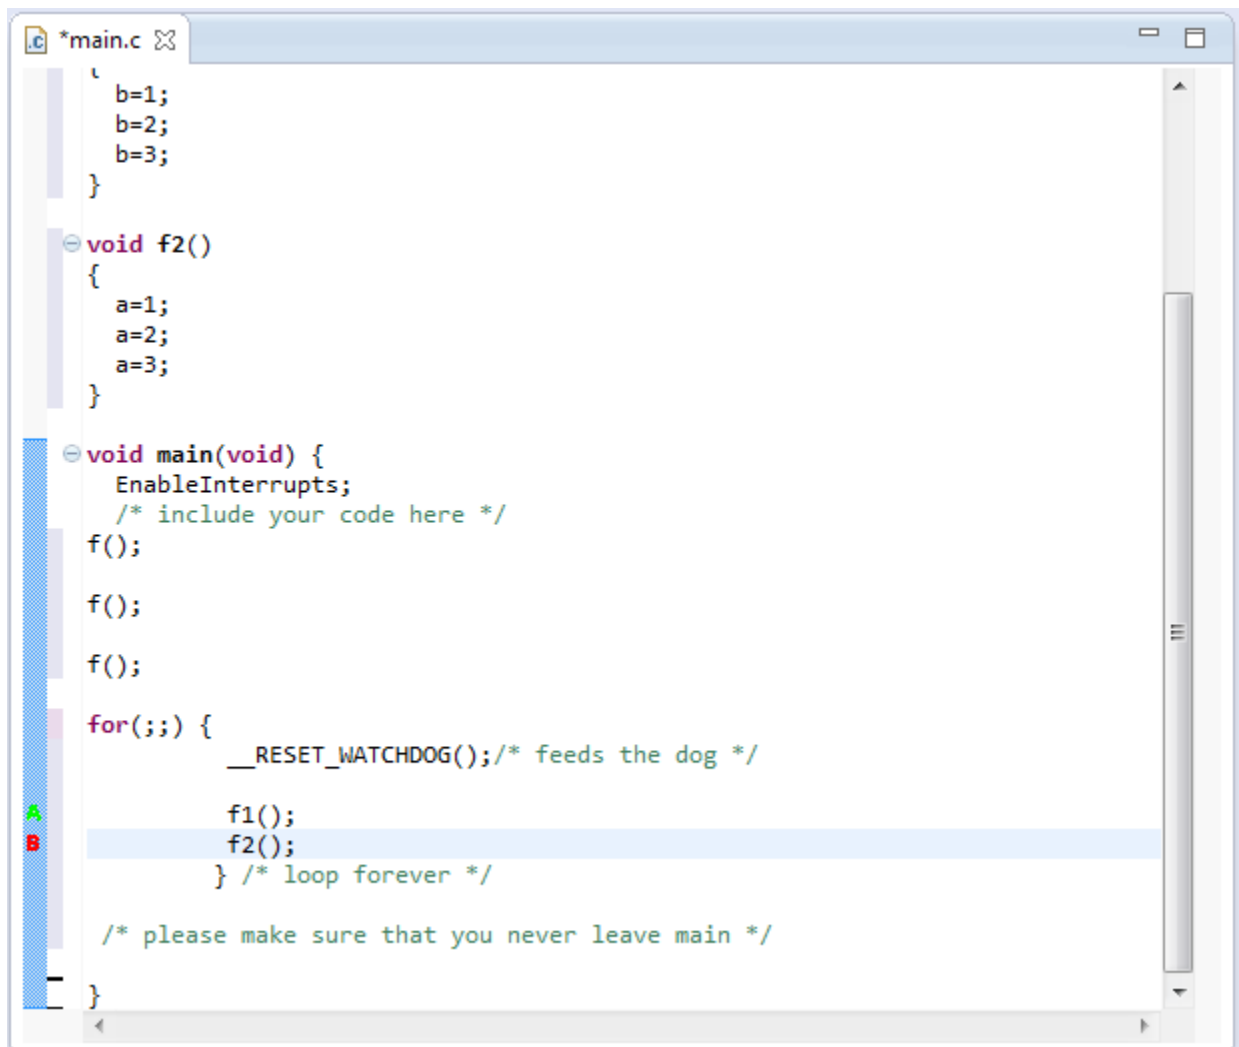 .c *main.c
{
b=1;
b=2;
b=3;
}
void f2()
{
a=1;
a=2;
a=3;
}
void main(void) {
EnableInterrupts;
/* include your code here */
f();
f();
f();
for(;;) {
__RESET_WATCHDOG();/* feeds the dog */
A f1();
B f2();
} /* loop forever */
/* please make sure that you never leave main */
}